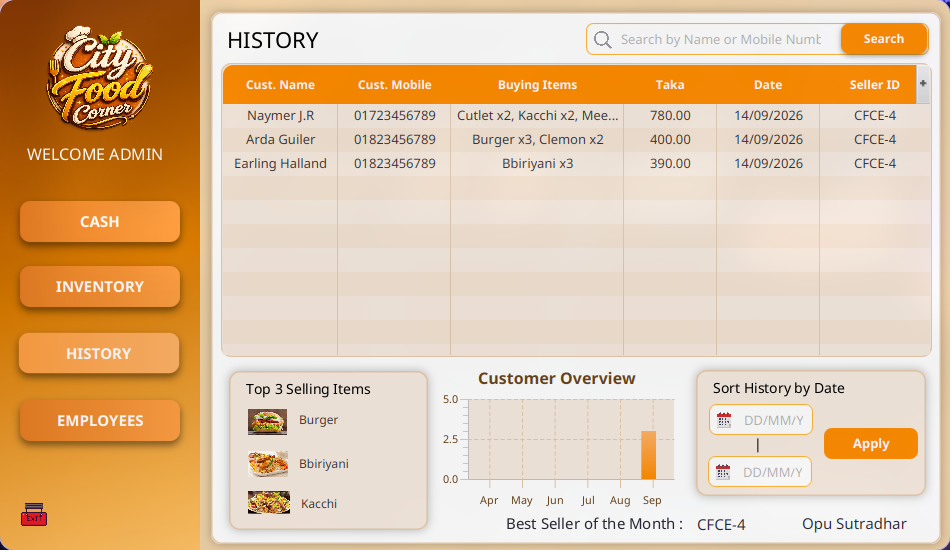 City
Food
Corner
WELCOME ADMIN
CASH
INVENTORY
HISTORY
EMPLOYEES
EXIT
HISTORY
Search by Name or Mobile Numb
Search
Cust. Name Cust. Mobile Buying Items Taka Date Seller ID +
Naymer J.R 01723456789 Cutlet x2, Kacchi x2, Mee... 780.00 14/09/2026 CFCE-4
Arda Guiler 01823456789 Burger x3, Clemon x2 400.00 14/09/2026 CFCE-4
Earling Halland 01823456789 Bbiriyani x3 390.00 14/09/2026 CFCE-4
Top 3 Selling Items
Burger
Bbiriyani
Kacchi
Customer Overview
5.0
2.5
0.0
Apr May Jun Jul Aug Sep
Sort History by Date
DD/MM/Y
|
DD/MM/Y
Apply
Best Seller of the Month : CFCE-4 Opu Sutradhar